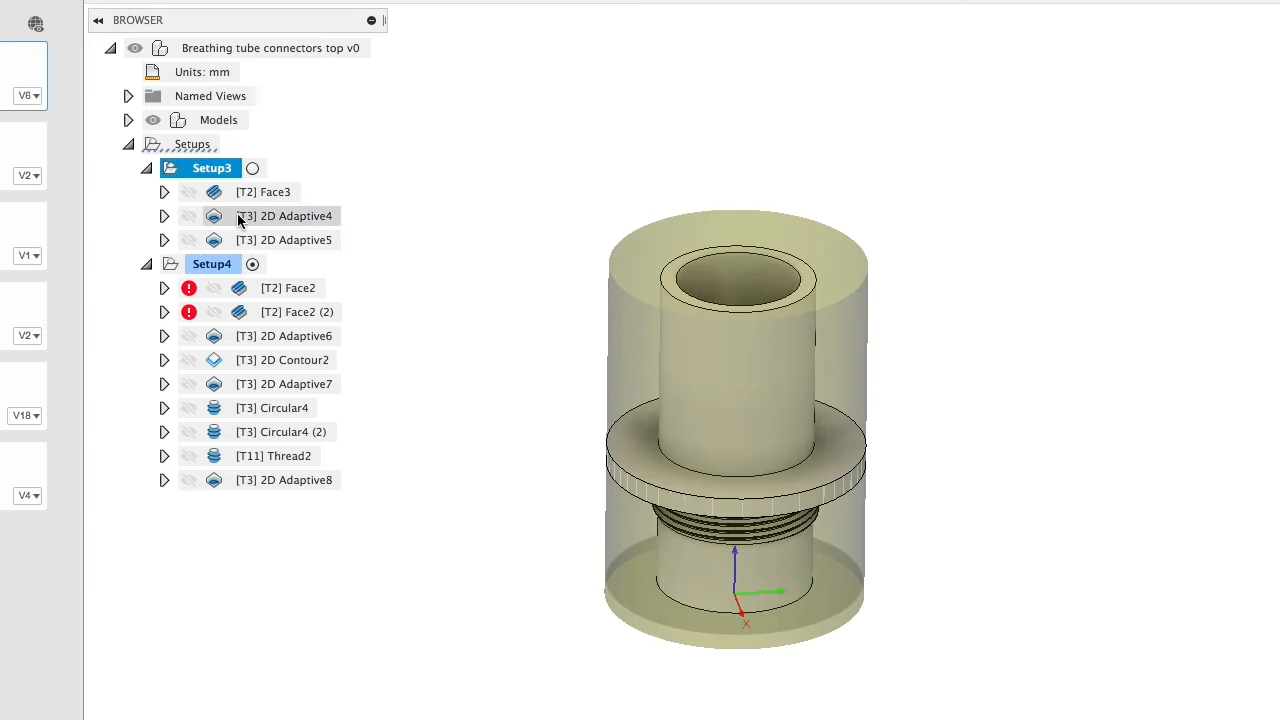 BROWSER
Breathing tube connectors top v0
Units: mm
V6
Named Views
Models
Setups
Setup3
V2
[T2] Face3
[T3] 2D Adaptive4
[T3] 2D Adaptive5
V1
Setup4
[T2] Face2
[T2] Face2 (2)
V2
[T3] 2D Adaptive6
[T3] 2D Contour2
[T3] 2D Adaptive7
[T3] Circular4
V18
[T3] Circular4 (2)
[T11] Thread2
[T3] 2D Adaptive8
V4
X